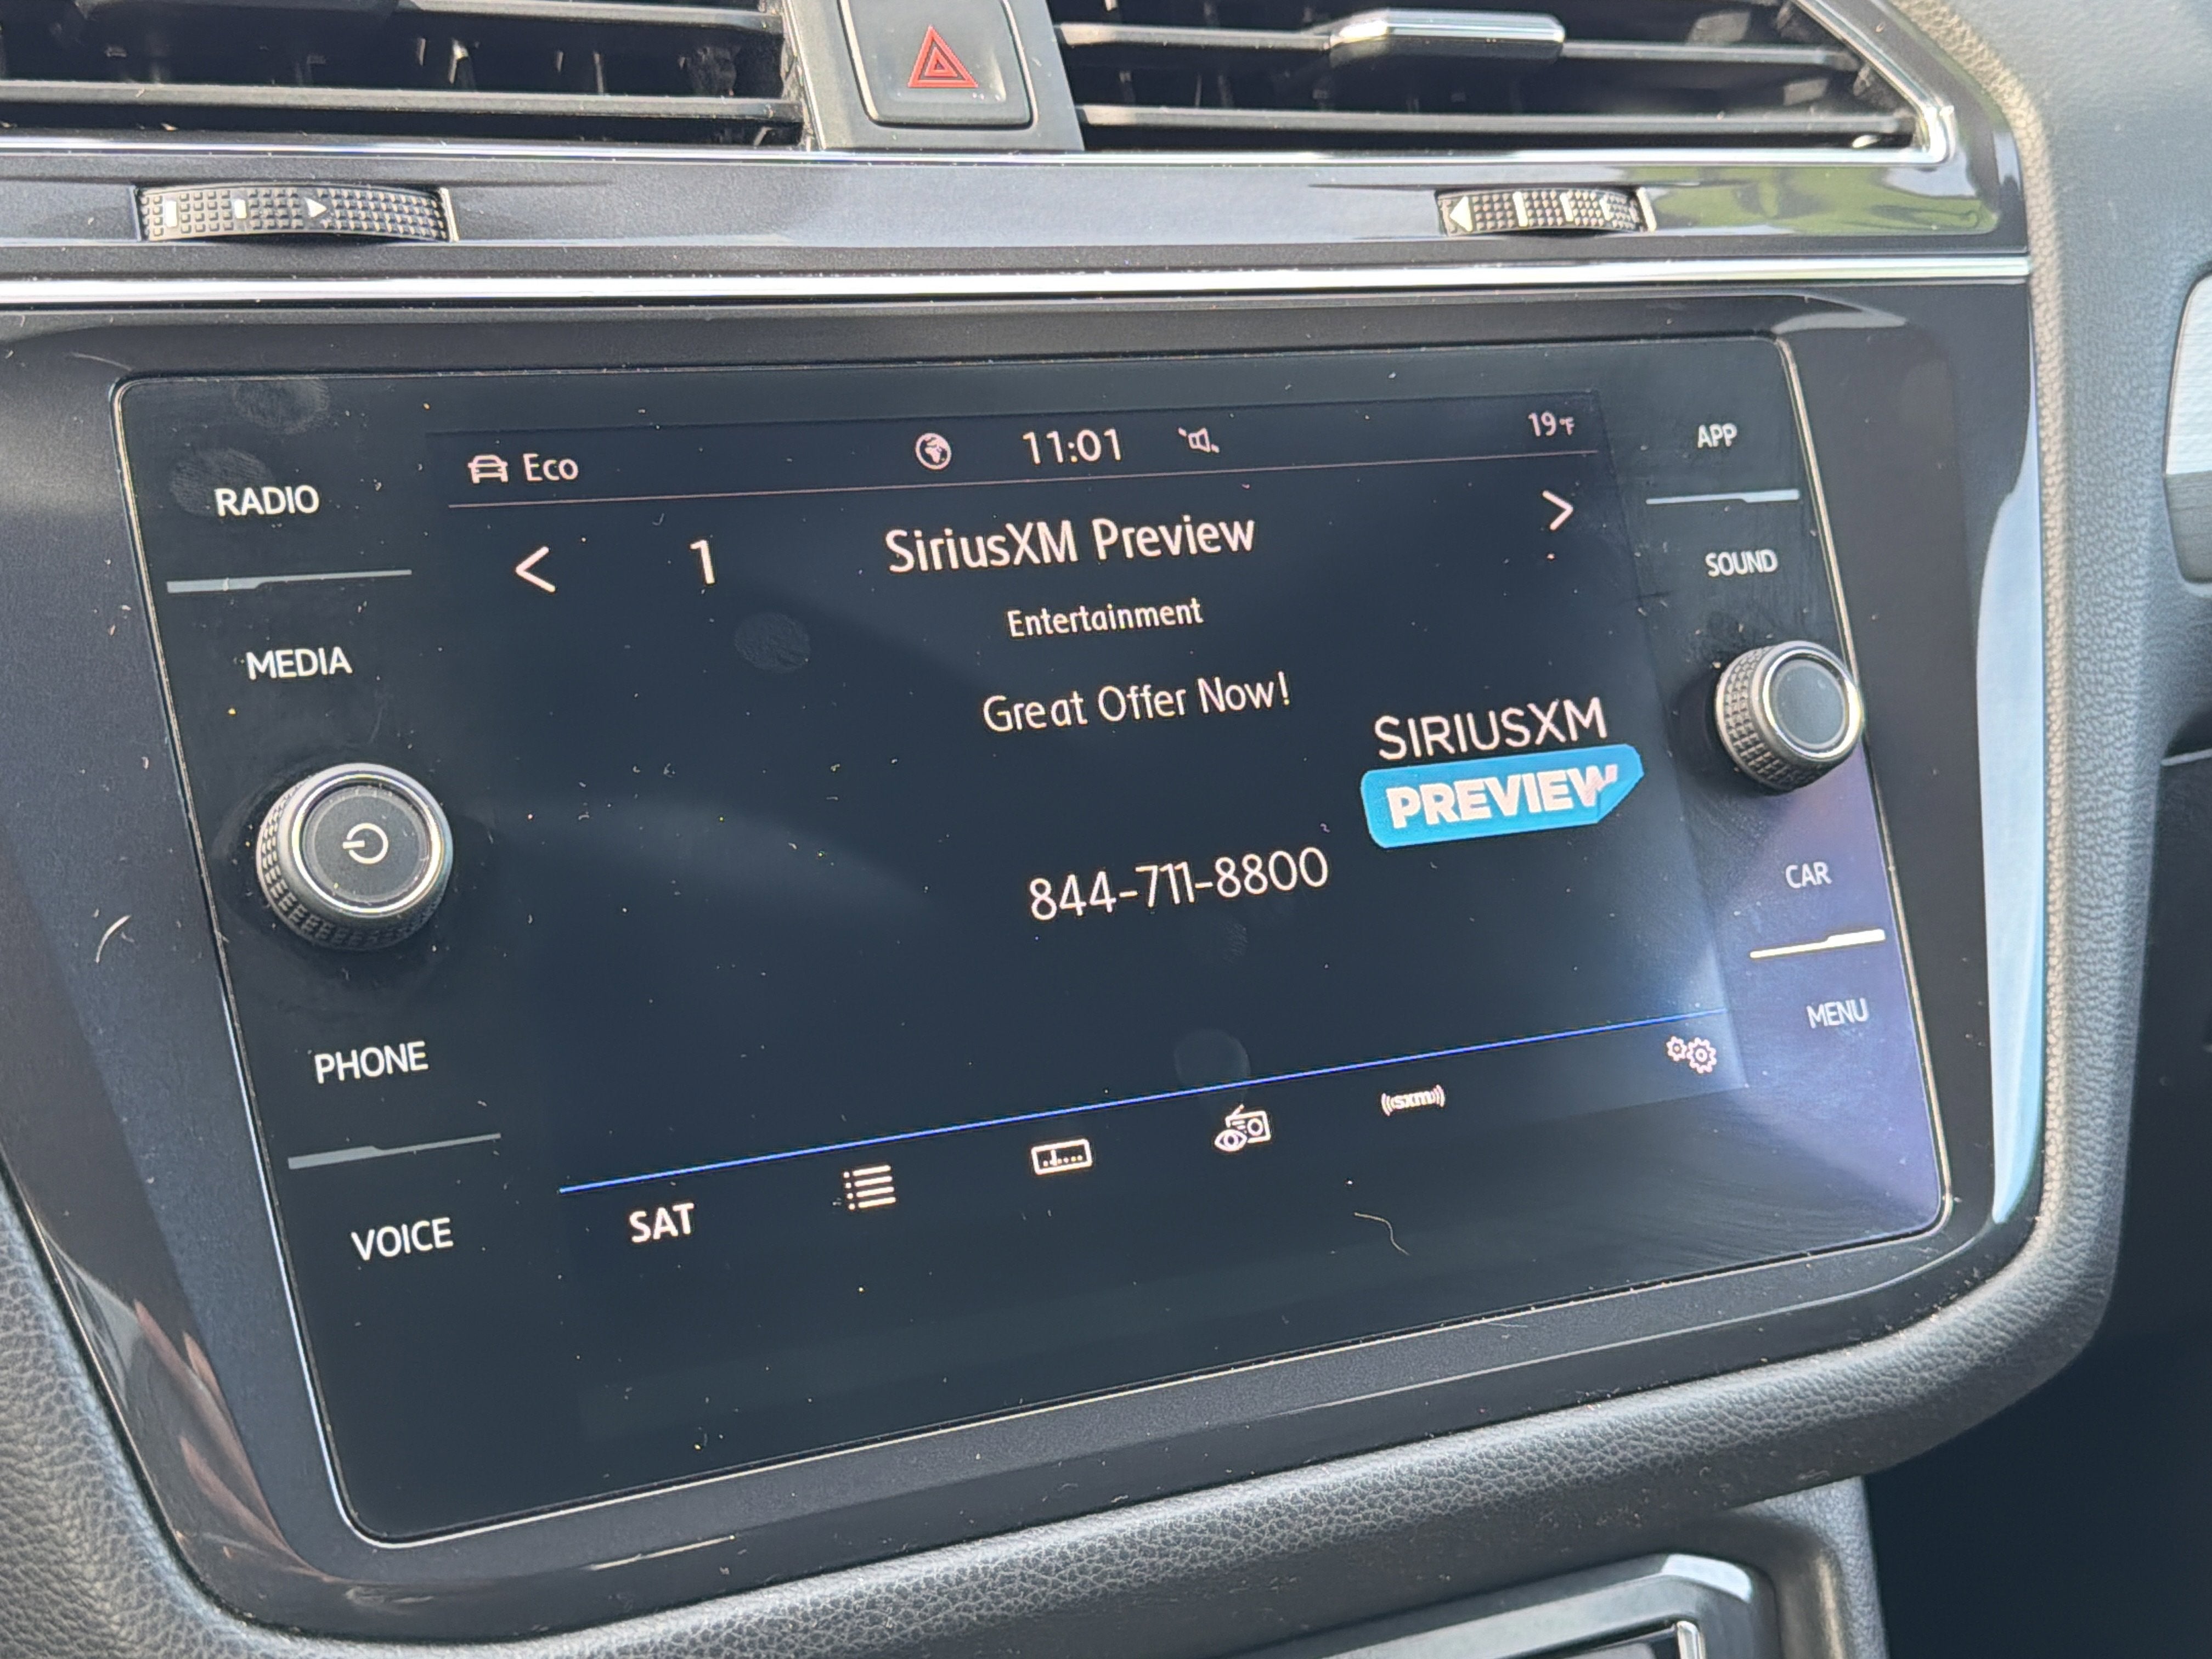 Eco 11:01 19°F
APP
RADIO
< 1 SiriusXM Preview >
SOUND
Entertainment
MEDIA
Great Offer Now!
SIRIUSXM
PREVIEW
844-711-8800
CAR
MENU
PHONE
((sxm))
SAT
VOICE